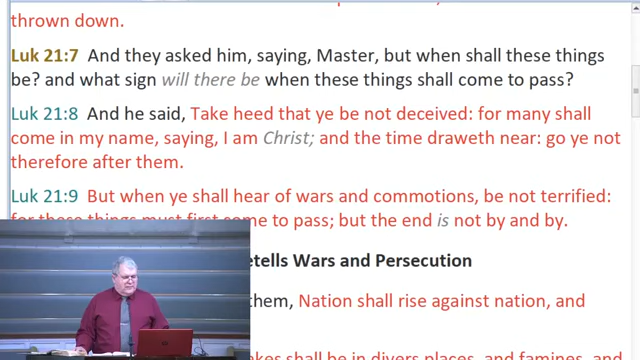 thrown down.
Luk 21:7 And they asked him, saying, Master, but when shall these things
be? and what sign will there be when these things shall come to pass?
Luk 21:8 And he said, Take heed that ye be not deceived: for many shall
come in my name, saying, I am Christ; and the time draweth near: go ye not
therefore after them.
Luk 21:9 But when ye shall hear of wars and commotions, be not terrified:
for these things must first come to pass; but the end is not by and by.
etells Wars and Persecution
them, Nation shall rise against nation, and
akes shall be in divers places, and famines, and